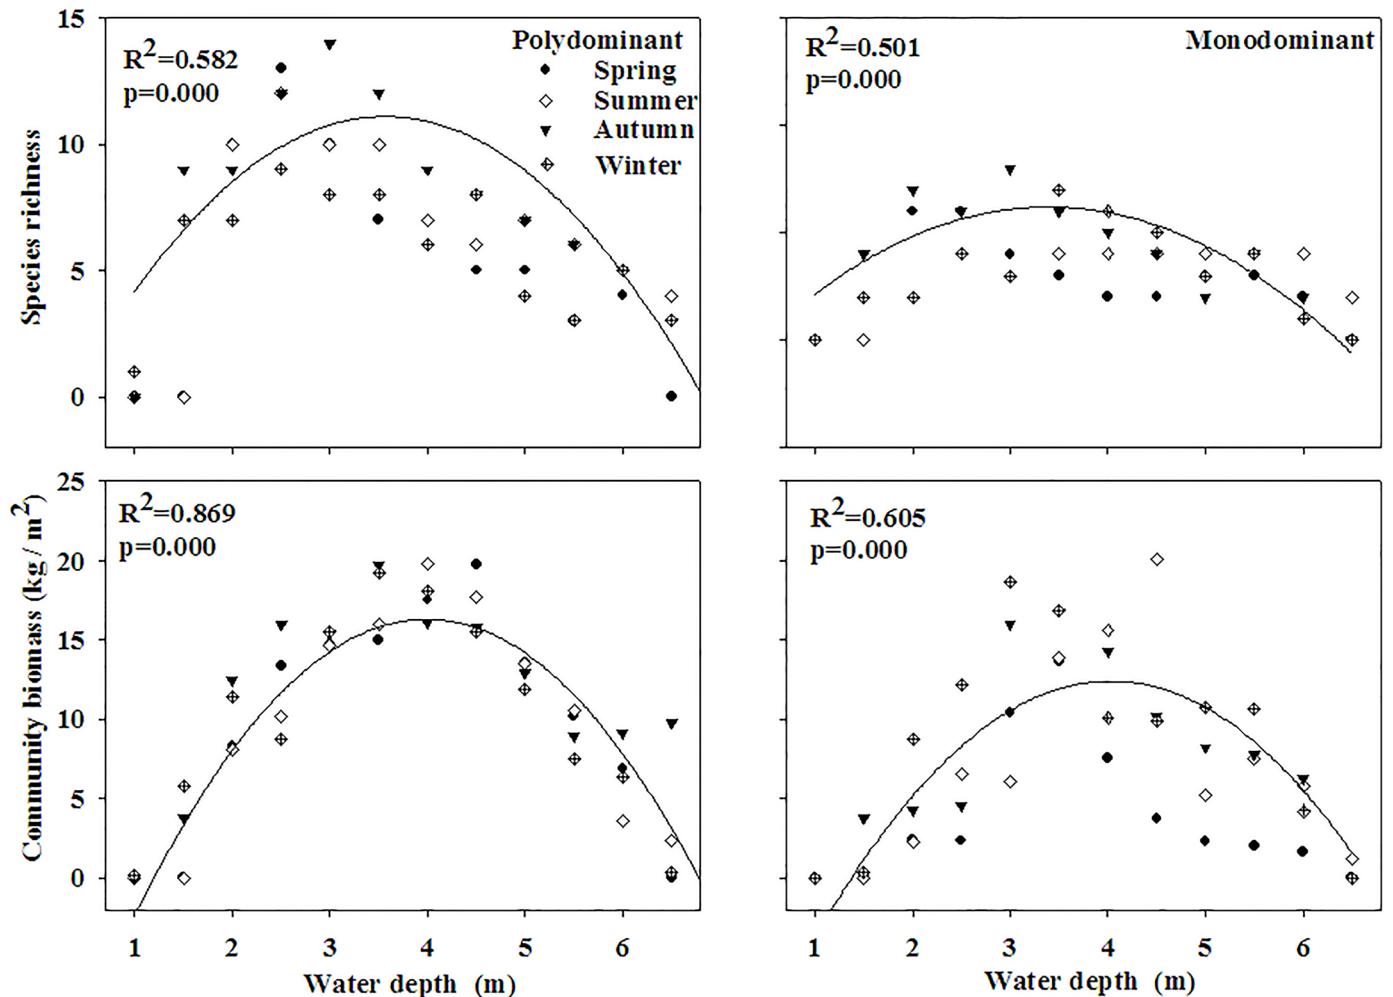 15
R2=0.582
p=0.000
Polydominant
Spring
Summer
Autumn
Winter
10
5
0
Species richness
R2=0.501
p=0.000
Monodominant
25
R2=0.869
p=0.000
20
15
10
5
0
Community biomass (kg / m2)
1 2 3 4 5 6
Water depth (m)
R2=0.605
p=0.000
1 2 3 4 5 6
Water depth (m)